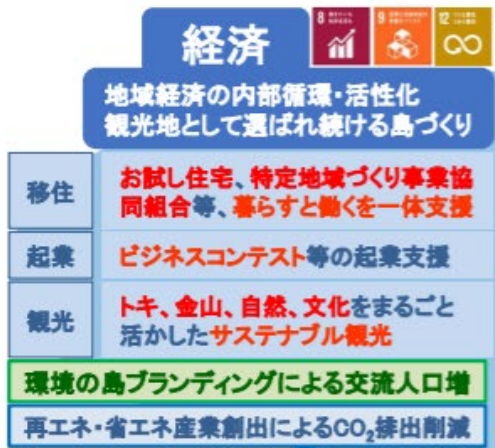 経済
8
9
12
地域経済の内部循環・活性化
観光地として選ばれ続ける島づくり
移住
お試し住宅、特定地域づくり事業協
同組合等、暮らすと働くを一体支援
起業
ビジネスコンテスト等の起業支援
観光
トキ、金山、自然、文化をまるごと
活かしたサステナブル観光
環境の島ブランディングによる交流人口増
再エネ・省エネ産業創出によるCO₂排出削減